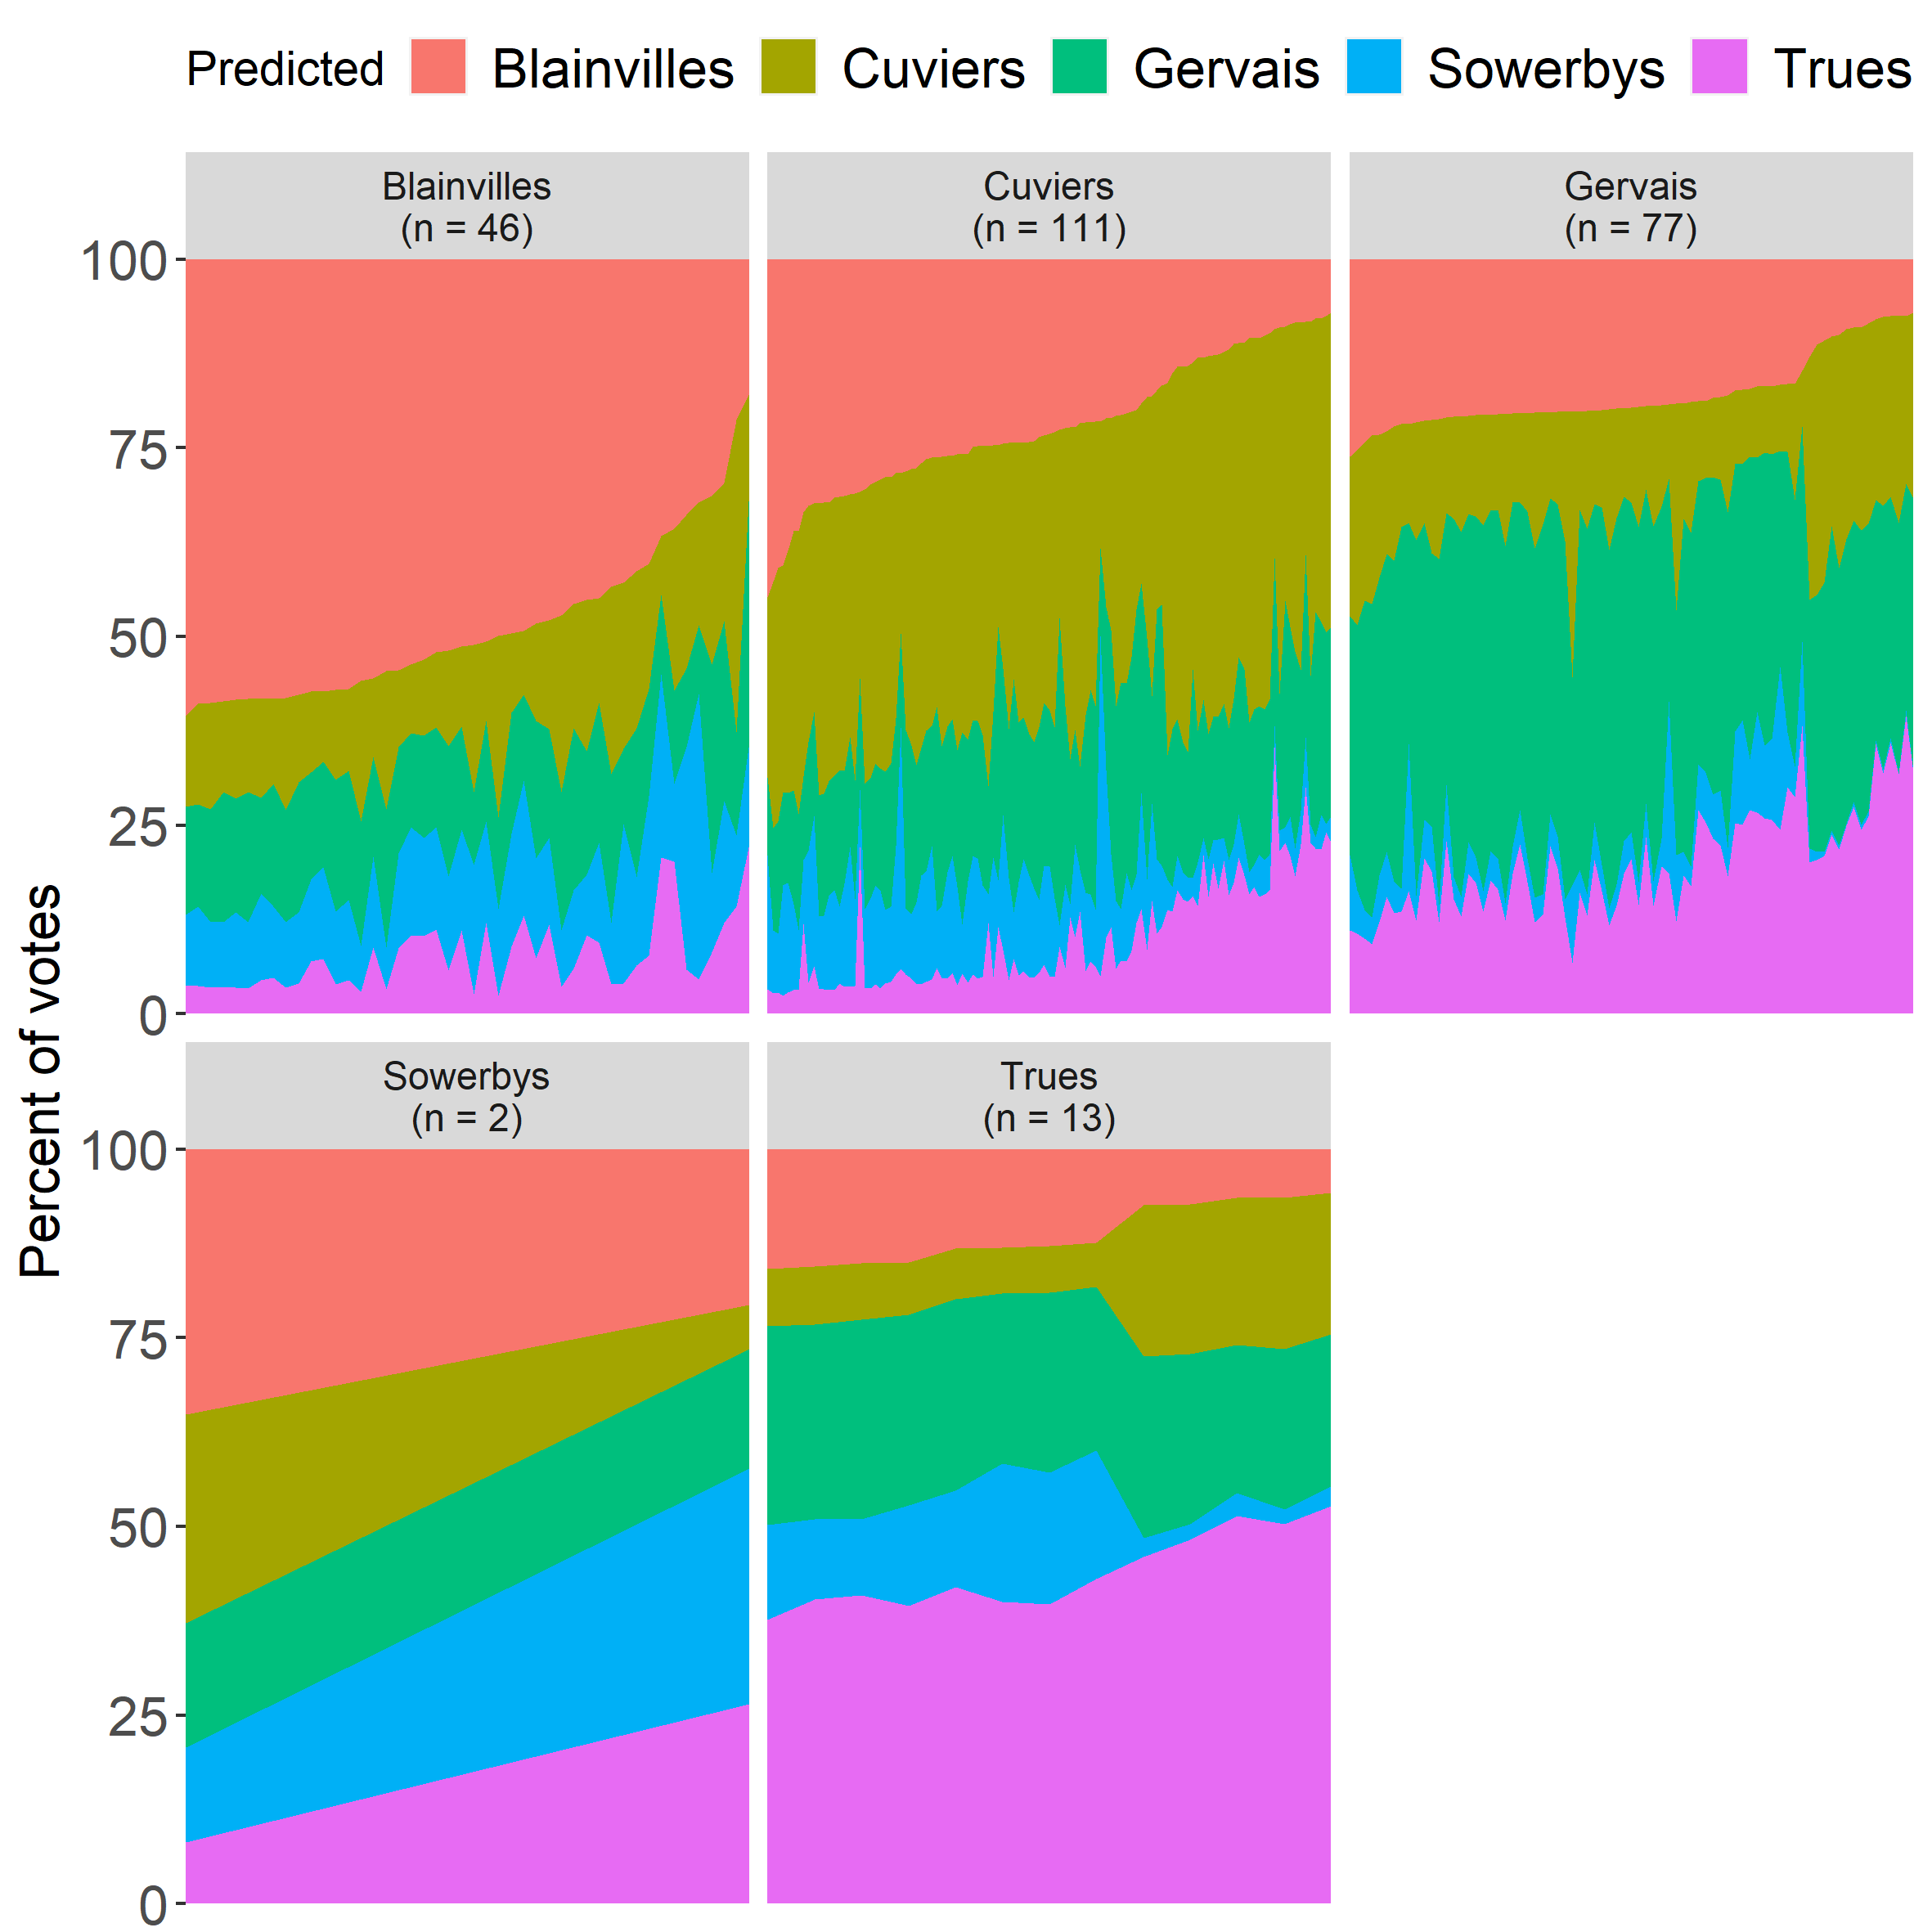 Predicted Blainvilles Cuviers Gervais Sowerbys Trues
Blainvilles
(n = 46)
Cuviers
(n = 111)
Gervais
(n = 77)
100
75
50
25
0
Percent of votes
Sowerbys
(n = 2)
Trues
(n = 13)
100
75
50
25
0